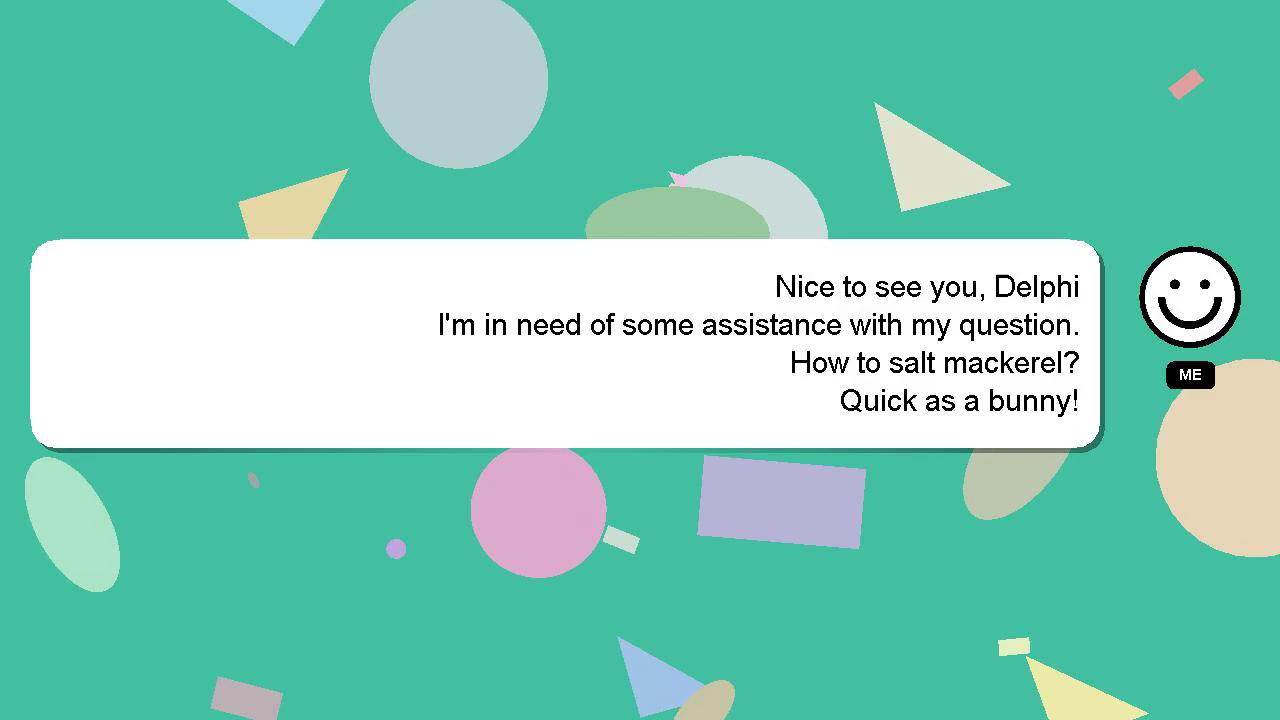 Nice to see you, Delphi
I'm in need of some assistance with my question.
How to salt mackerel?
Quick as a bunny!
ME